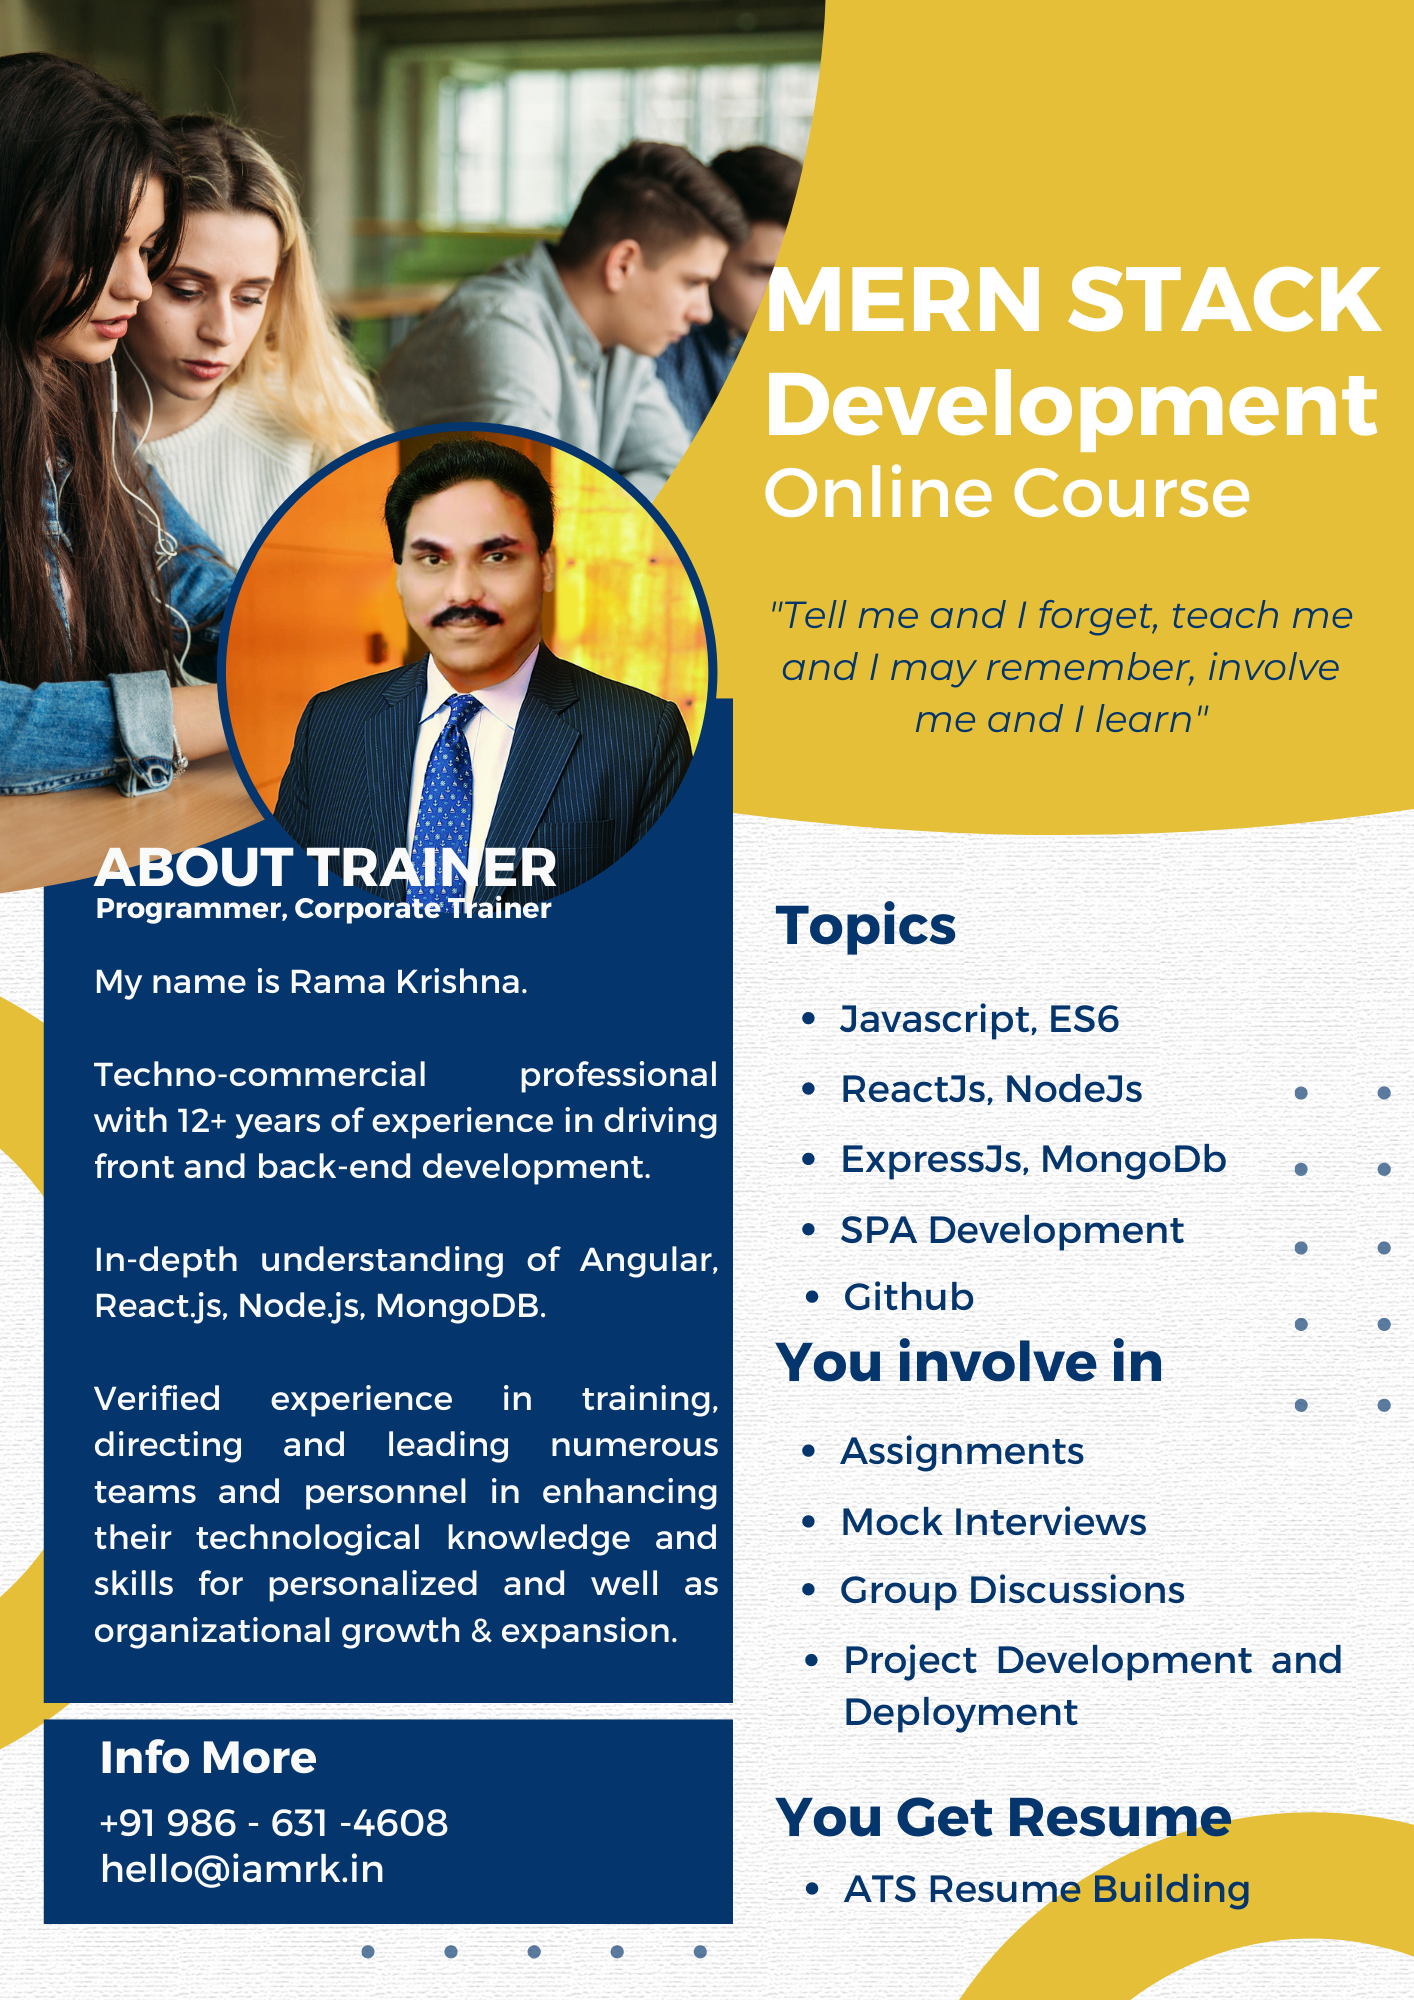 MERN STACK
Development
Online Course
"Tell me and I forget, teach me
and I may remember, involve
me and I learn"
ABOUT TRAINER
Programmer, Corporate Trainer
My name is Rama Krishna.
Techno-commercial professional
with 12+ years of experience in driving
front and back-end development.
In-depth understanding of Angular,
React.js, Node.js, MongoDB.
Verified experience in training,
directing and leading numerous
teams and personnel in enhancing
their technological knowledge and
skills for personalized and well as
organizational growth & expansion.
Info More
+91 986 - 631 -4608
hello@iamrk.in
Topics
• Javascript, ES6
• ReactJs, NodeJs
• ExpressJs, MongoDb
• SPA Development
• Github
You involve in
• Assignments
• Mock Interviews
• Group Discussions
• Project Development and
Deployment
You Get Resume
• ATS Resume Building